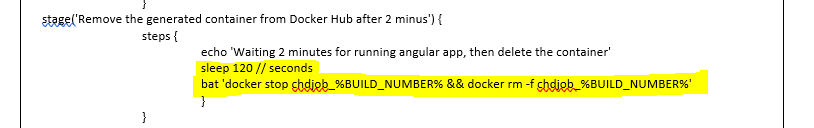 }
stage('Remove the generated container from Docker Hub after 2 minus') {
steps {
echo 'Waiting 2 minutes for running angular app, then delete the container'
sleep 120 // seconds
bat 'docker stop chdjob_%BUILD_NUMBER% && docker rm -f chdjob_%BUILD_NUMBER%'
}
}